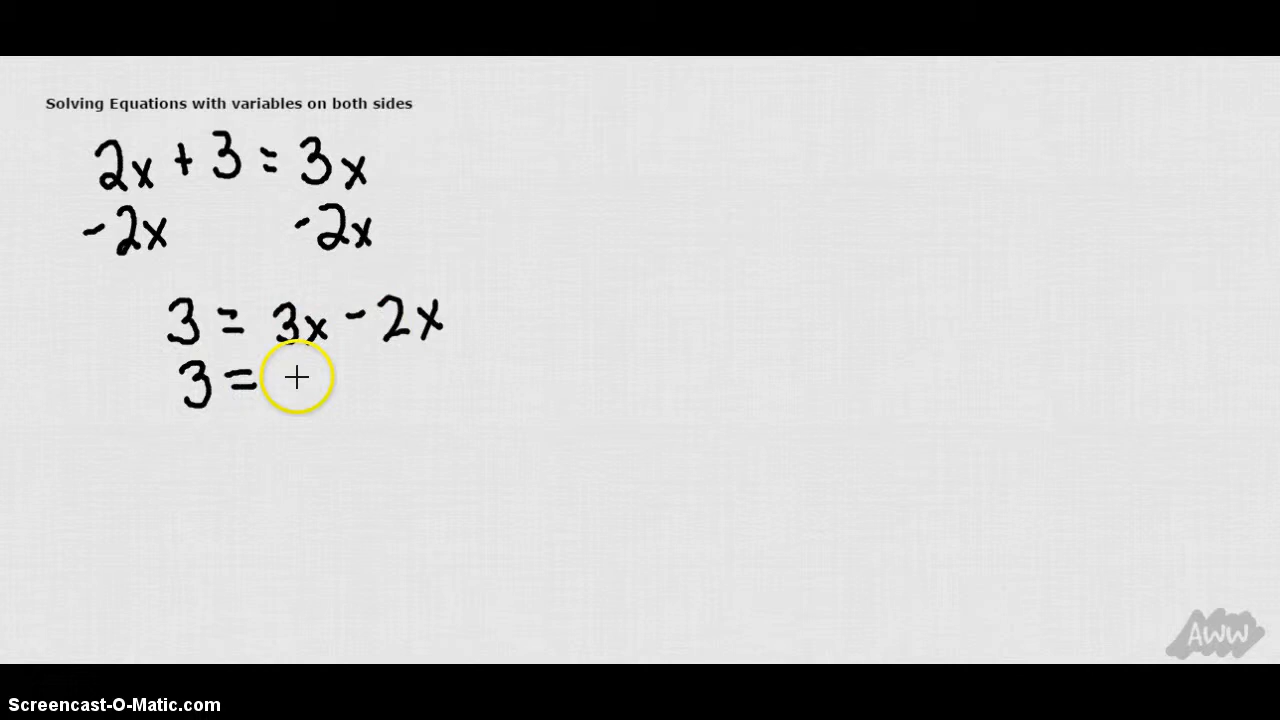 Solving Equations with variables on both sides
2x + 3 = 3x
-2x -2x
3 = 3x - 2x
3 =
AWW
Screencast-O-Matic.com